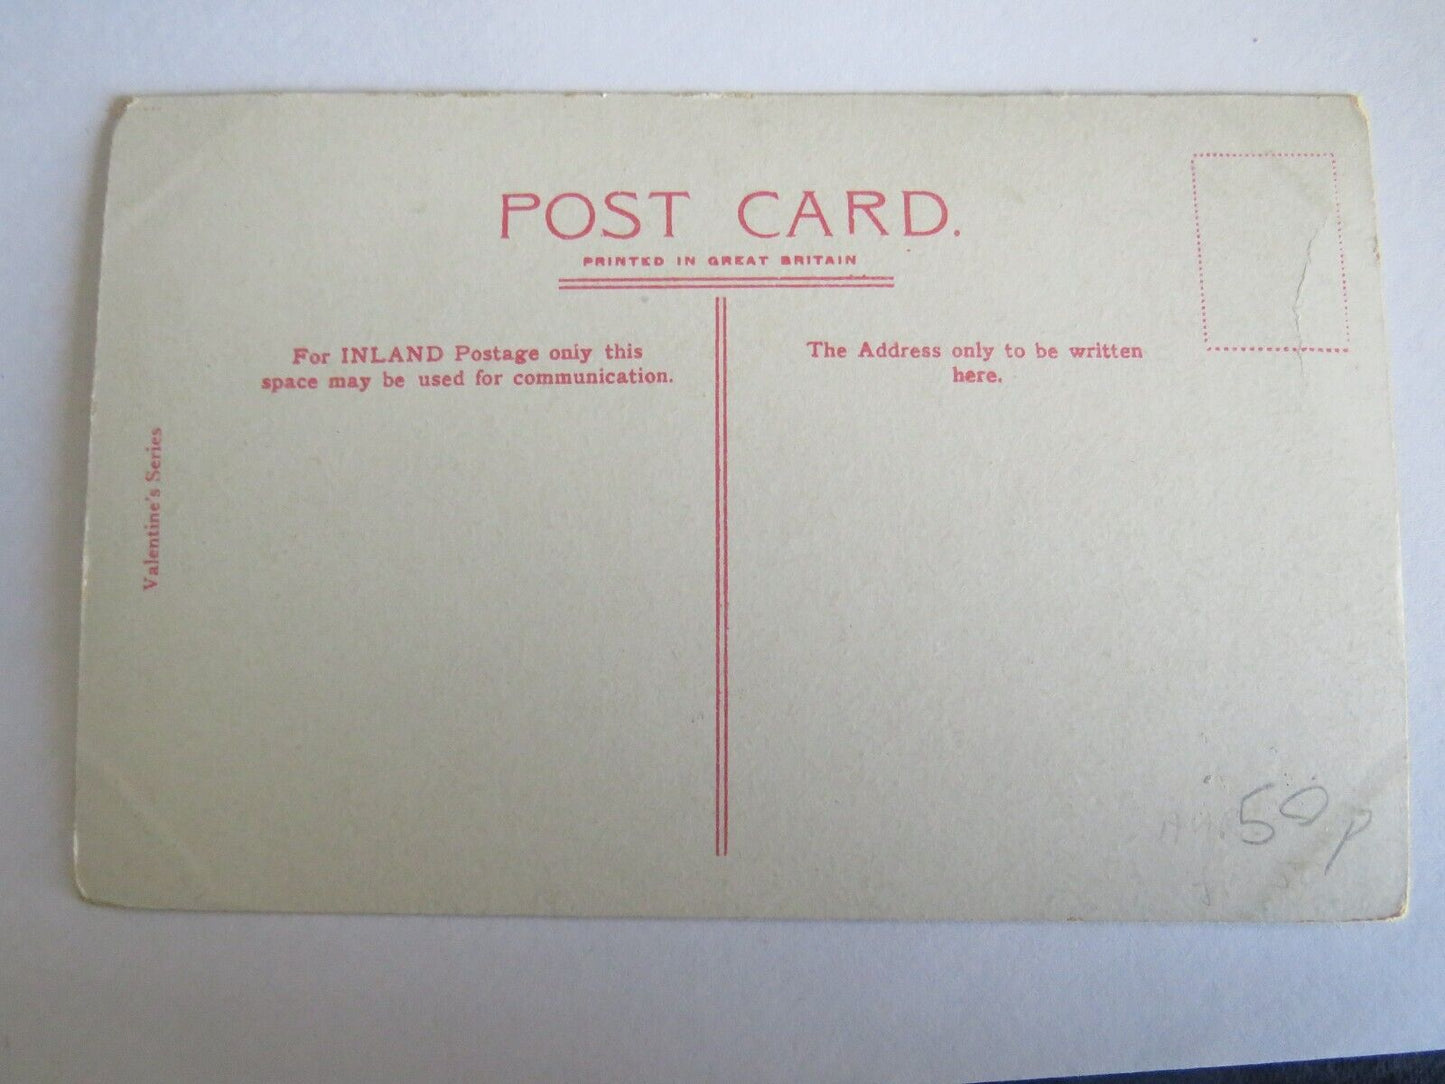 POST CARD.
PRINTED IN GREAT BRITAIN
For INLAND Postage only this
space may be used for communication.
The Address only to be written
here.
Valentine's Series
50p